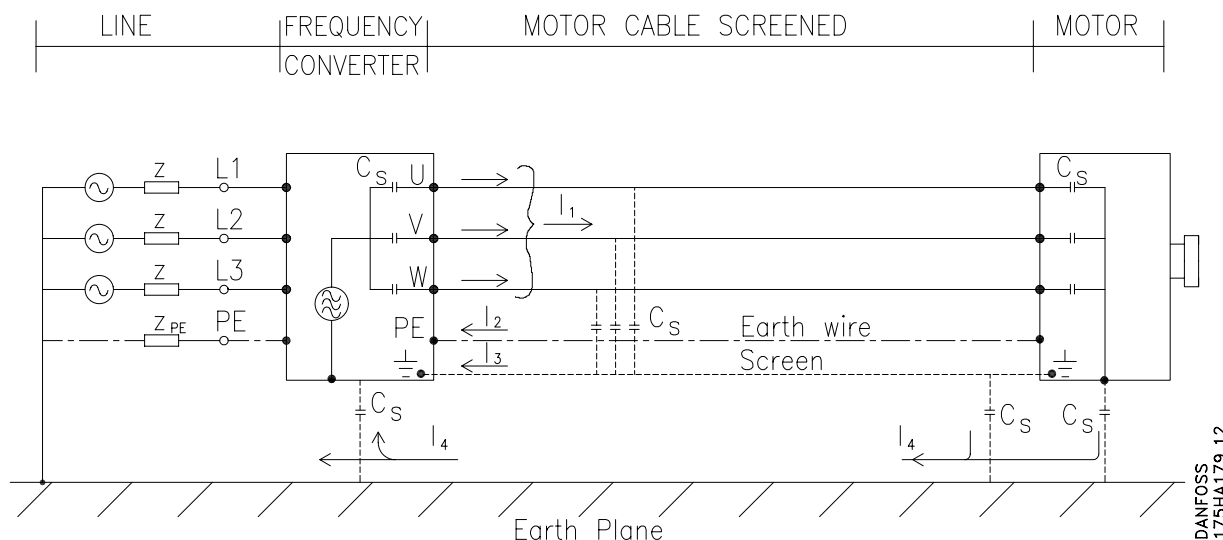 LINE
FREQUENCY
CONVERTER
MOTOR CABLE SCREENED
MOTOR
Z L1
Z L2
Z L3
Z PE PE
C S U
V
W
PE
I 1
I 2
I 3
C S
Earth wire
Screen
C S
C S
I 4
I 4
C S
C S
Earth Plane
DANFOSS
175HA179.12